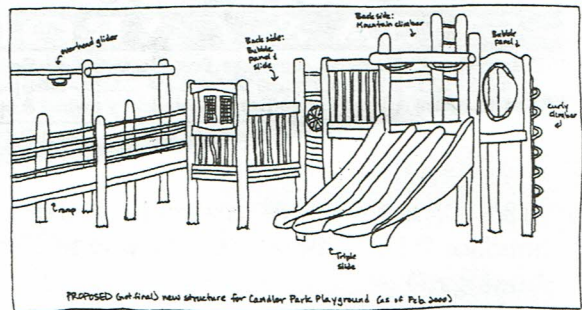 overhead glider
Back side:
Bubble
panel &
slide
Back side:
Mountain climber
Bubble
panel
curly
climber
ramp
Triple
slide
PROPOSED (not final) new structure for Candler Park Playground (as of Feb. 2000)